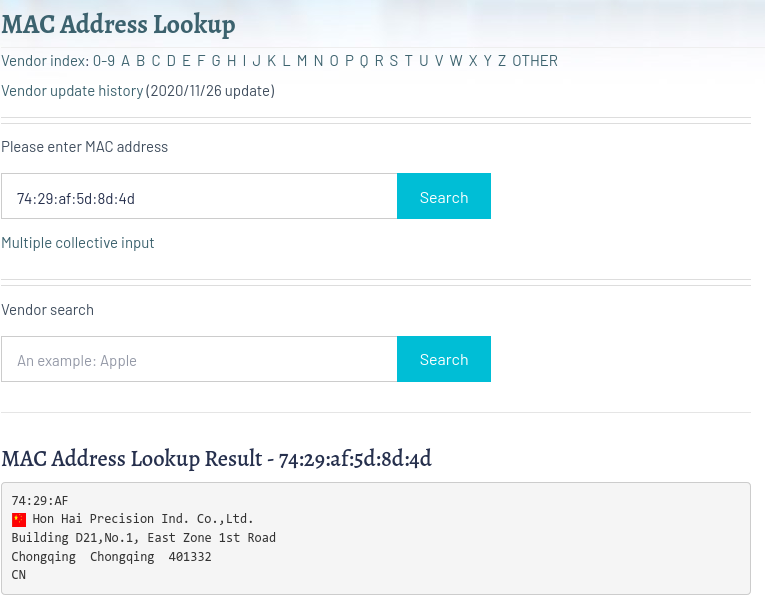 MAC Address Lookup
Vendor index: 0-9 A B C D E F G H I J K L M N O P Q R S T U V W X Y Z OTHER
Vendor update history (2020/11/26 update)
Please enter MAC address
74:29:af:5d:8d:4d
Search
Multiple collective input
Vendor search
An example: Apple
Search
MAC Address Lookup Result - 74:29:af:5d:8d:4d
74:29:AF
Hon Hai Precision Ind. Co.,Ltd.
Building D21,No.1, East Zone 1st Road
Chongqing  Chongqing  401332
CN